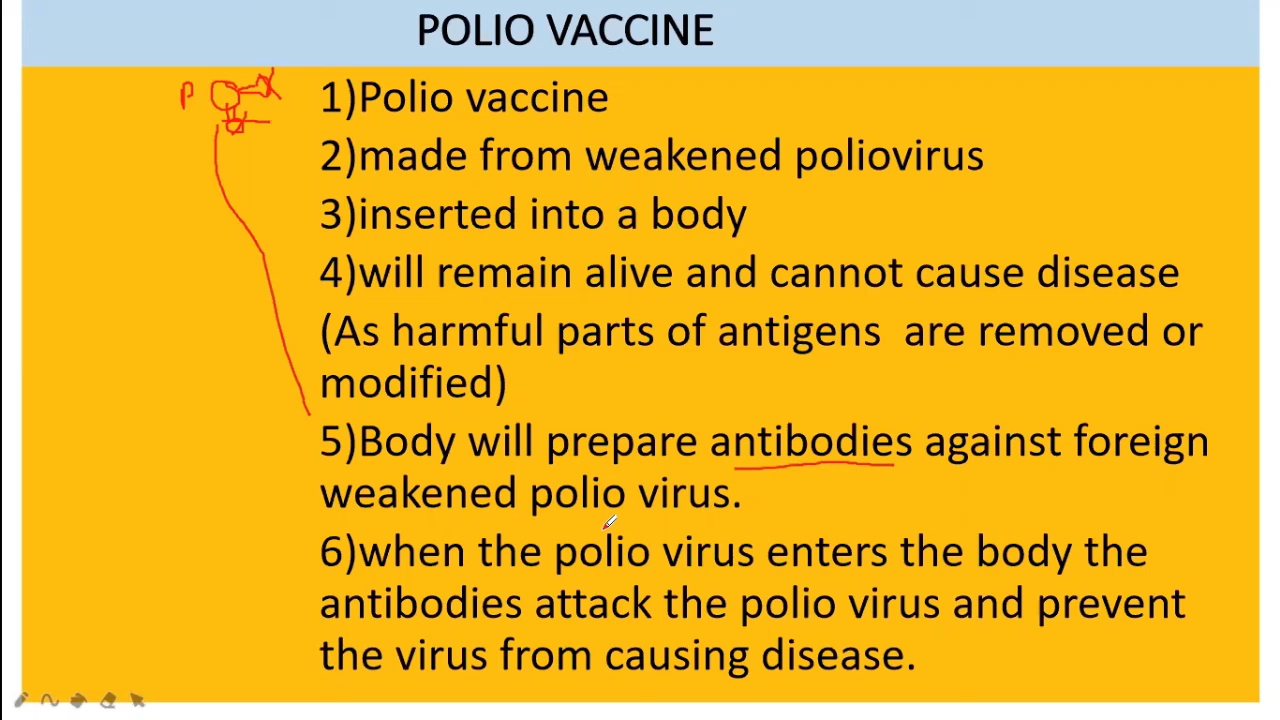 POLIO VACCINE
P
1)Polio vaccine
2)made from weakened poliovirus
3)inserted into a body
4)will remain alive and cannot cause disease
(As harmful parts of antigens  are removed or
modified)
5)Body will prepare antibodies against foreign
weakened polio virus.
6)when the polio virus enters the body the
antibodies attack the polio virus and prevent
the virus from causing disease.